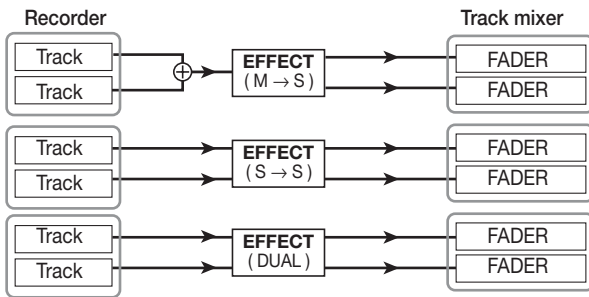 Recorder Track mixer
Track EFFECT FADER
Track ( M → S ) FADER
Track EFFECT FADER
Track ( S → S ) FADER
Track EFFECT FADER
Track ( DUAL ) FADER